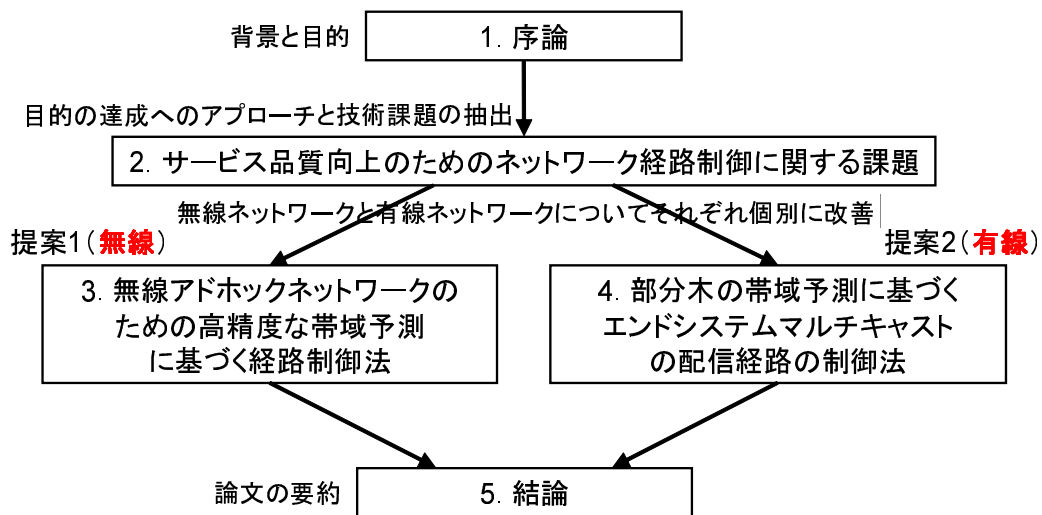 背景と目的
1. 序論
目的の達成へのアプローチと技術課題の抽出
2. サービス品質向上のためのネットワーク経路制御に関する課題
無線ネットワークと有線ネットワークについてそれぞれ個別に改善
提案1(無線)
提案2(有線)
3. 無線アドホックネットワークの
ための高精度な帯域予測
に基づく経路制御法
4. 部分木の帯域予測に基づく
エンドシステムマルチキャスト
の配信経路の制御法
論文の要約
5. 結論